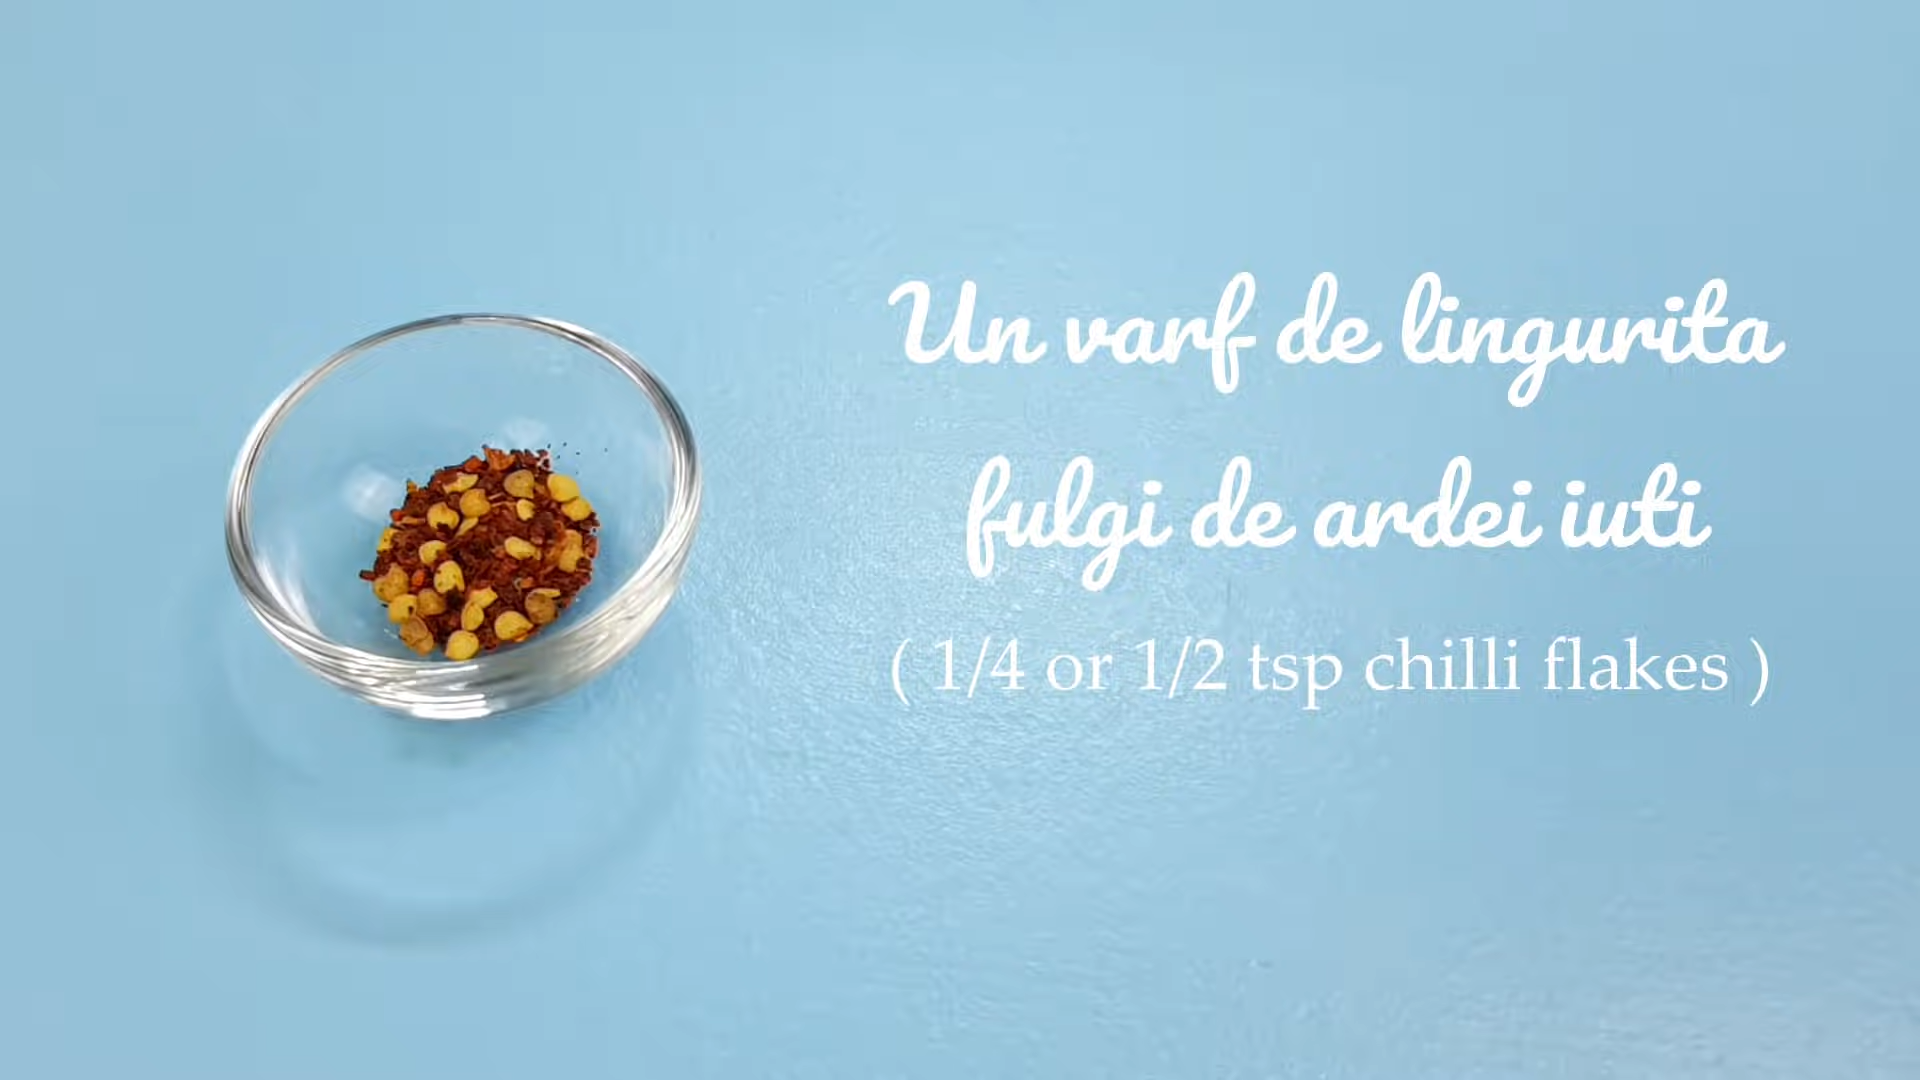 Un varf de lingurita
fulgi de ardei iuti
( 1/4 or 1/2 tsp chilli flakes )